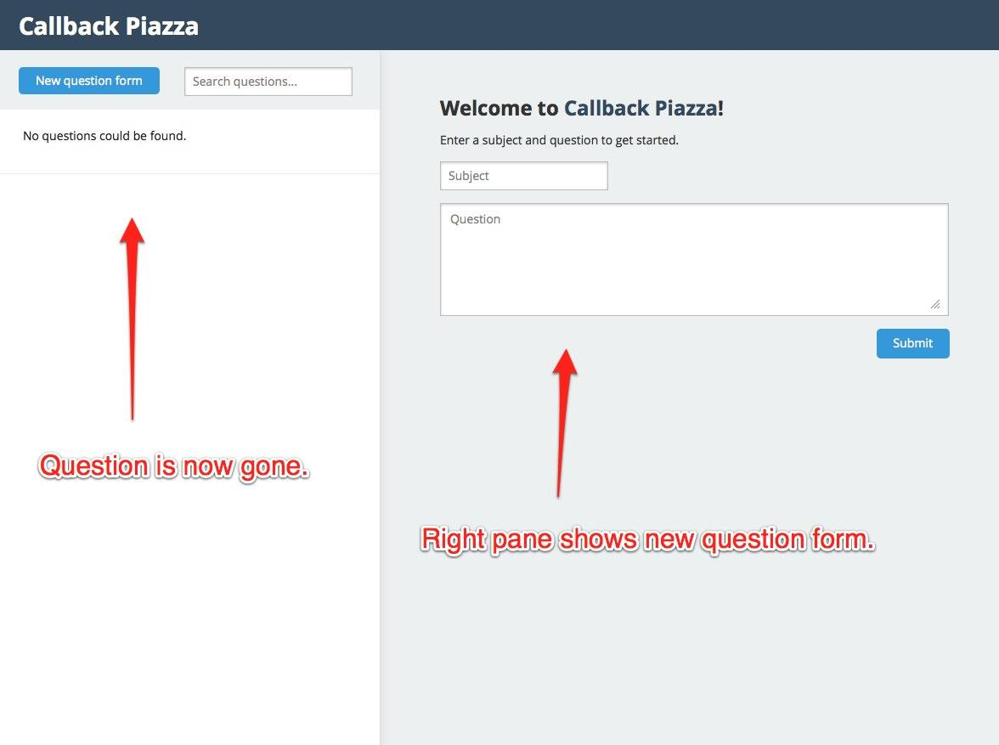 Callback Piazza
New question form
Search questions...
No questions could be found.
Welcome to Callback Piazza!
Enter a subject and question to get started.
Subject
Question
Submit
Question is now gone.
Right pane shows new question form.